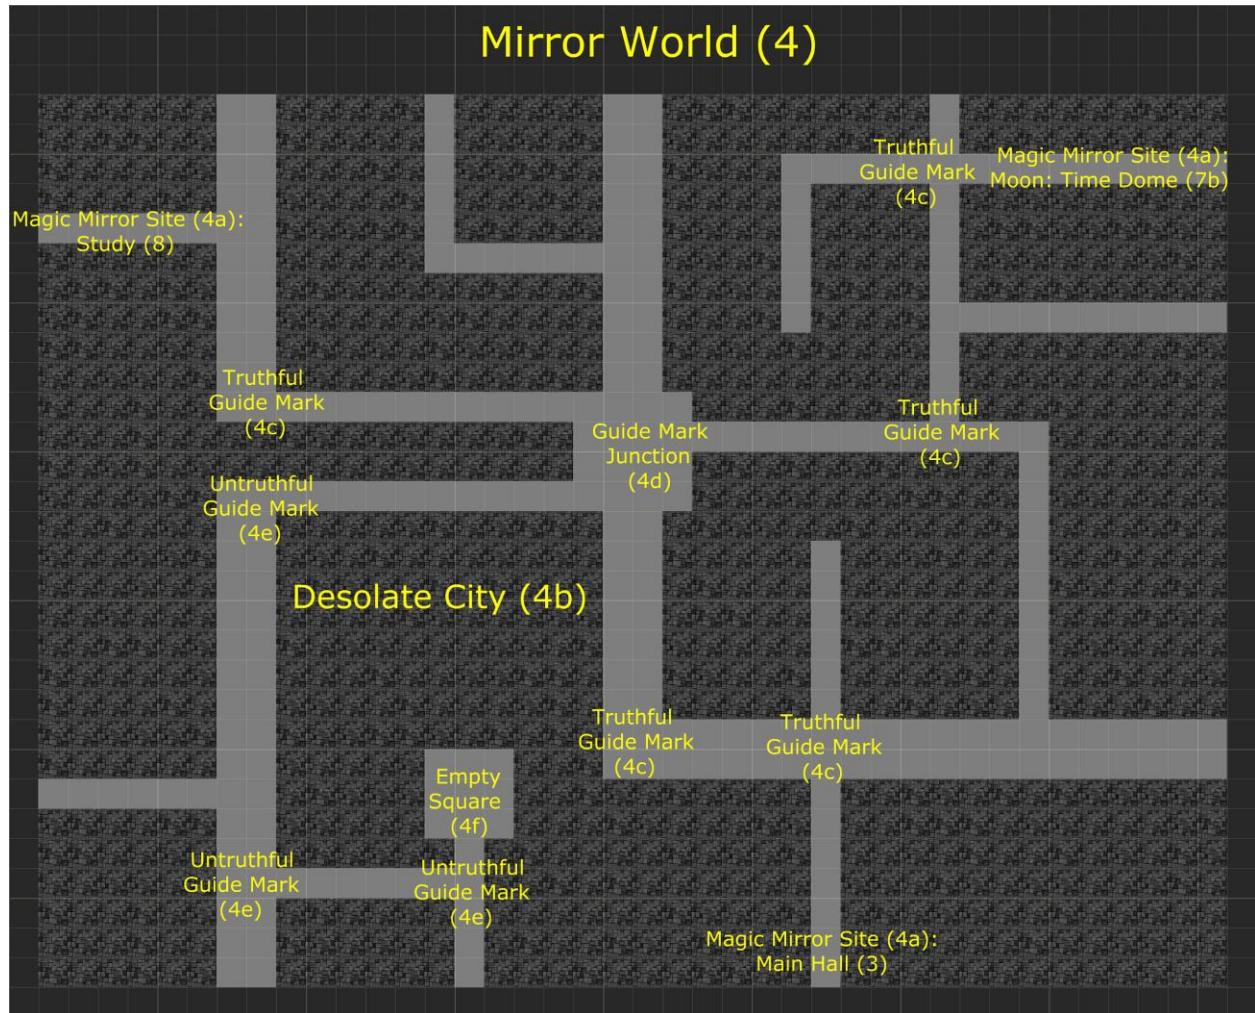 Mirror World (4)
Truthful
Guide Mark
(4c)
Magic Mirror Site (4a):
Moon: Time Dome (7b)
Magic Mirror Site (4a):
Study (8)
Truthful
Guide Mark
(4c)
Guide Mark
Junction
(4d)
Truthful
Guide Mark
(4c)
Untruthful
Guide Mark
(4e)
Desolate City (4b)
Truthful
Guide Mark
(4c)
Truthful
Guide Mark
(4c)
Empty
Square
(4f)
Untruthful
Guide Mark
(4e)
Untruthful
Guide Mark
(4e)
Magic Mirror Site (4a):
Main Hall (3)